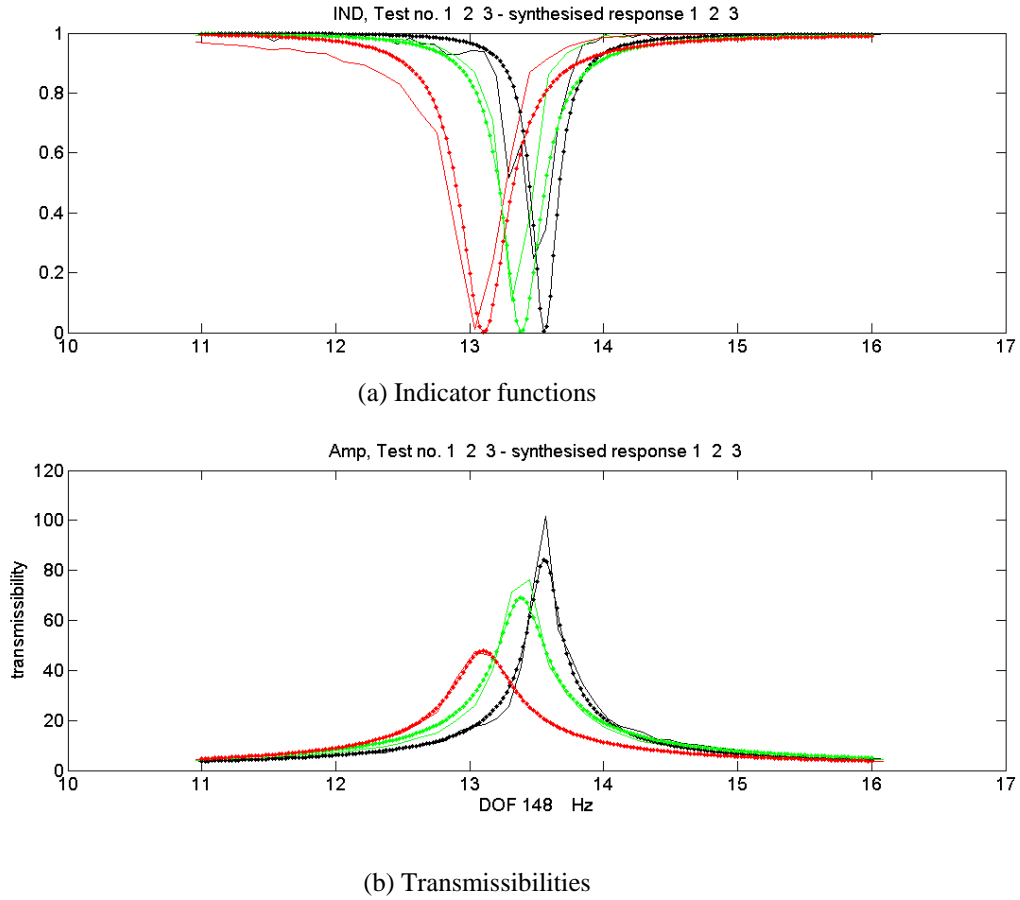 IND, Test no. 1 2 3 - synthesised response 1 2 3
1
0.8
0.6
0.4
0.2
0
10 11 12 13 14 15 16 17
(a) Indicator functions
Amp, Test no. 1 2 3 - synthesised response 1 2 3
120
100
80
60
40
20
0
transmissibility
10 11 12 13 14 15 16 17
DOF 148 Hz
(b) Transmissibilities